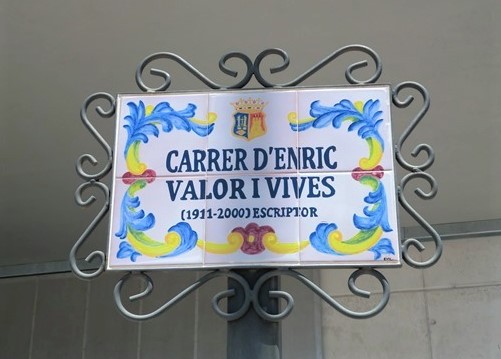 CARRER D'ENRIC
VALOR I VIVES
(1911-2000) ESCRIPTOR